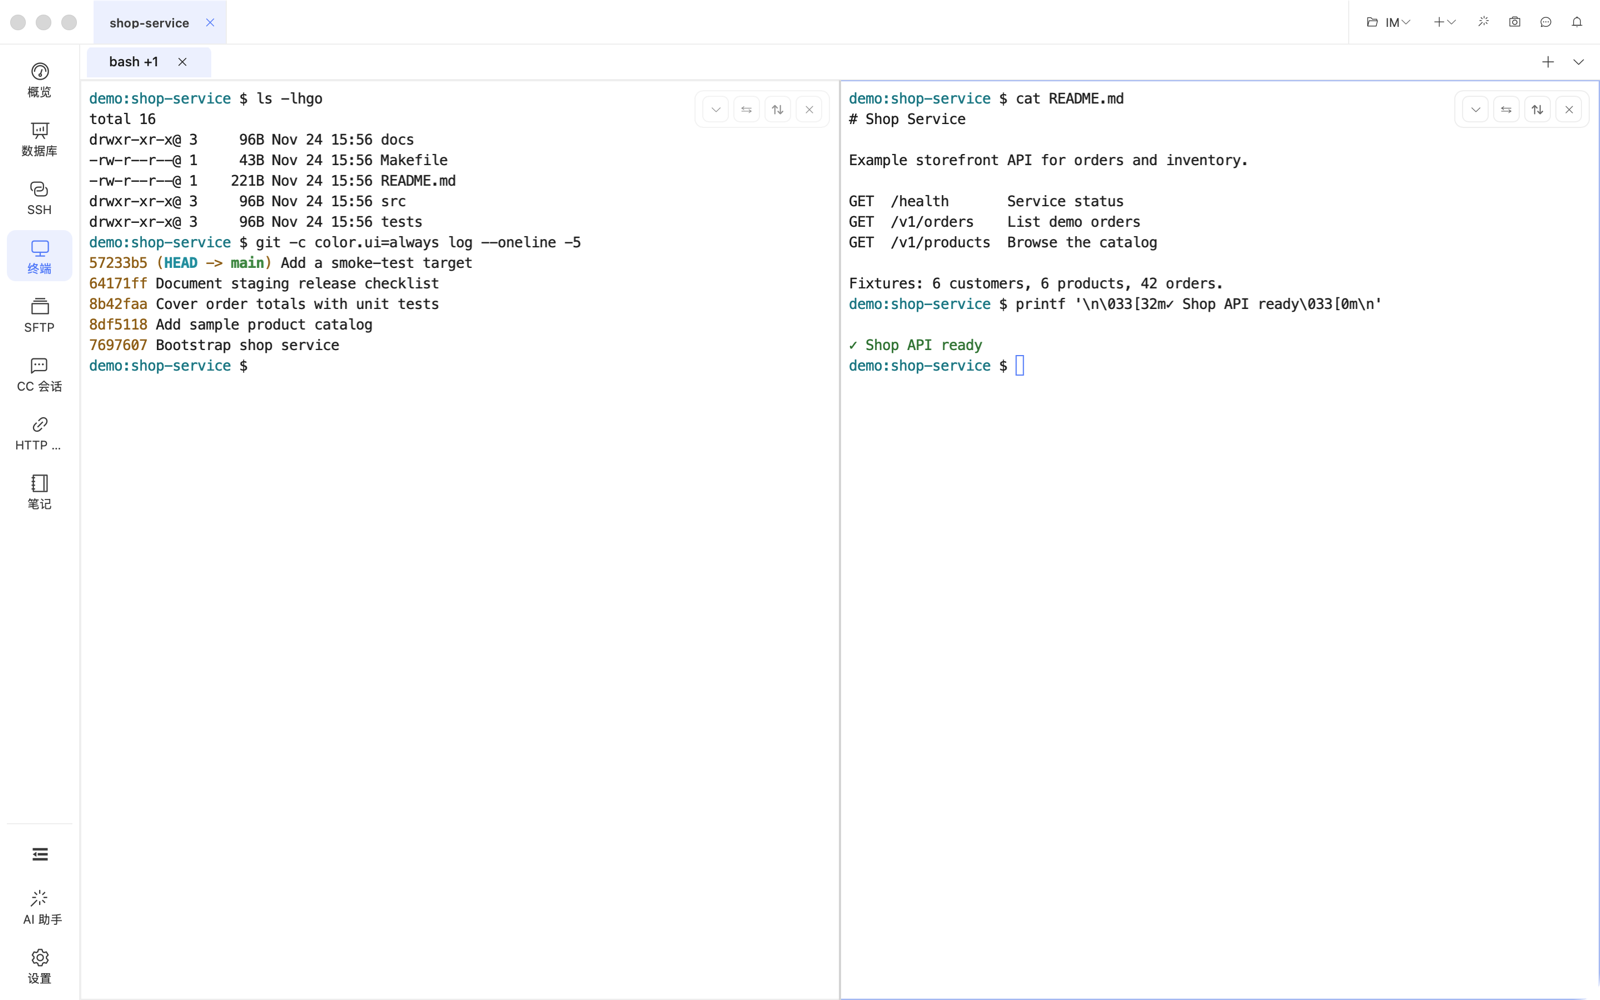 shop-service
IM
bash +1
概览
数据库
SSH
终端
SFTP
CC 会话
HTTP ...
笔记
AI 助手
设置
demo:shop-service $ ls -lhgo
total 16
drwxr-xr-x@ 3     96B Nov 24 15:56 docs
-rw-r--r--@ 1     43B Nov 24 15:56 Makefile
-rw-r--r--@ 1    221B Nov 24 15:56 README.md
drwxr-xr-x@ 3     96B Nov 24 15:56 src
drwxr-xr-x@ 3     96B Nov 24 15:56 tests
demo:shop-service $ git -c color.ui=always log --oneline -5
57233b5 (HEAD -> main) Add a smoke-test target
64171ff Document staging release checklist
8b42faa Cover order totals with unit tests
8df5118 Add sample product catalog
7697607 Bootstrap shop service
demo:shop-service $
demo:shop-service $ cat README.md
# Shop Service
Example storefront API for orders and inventory.
GET  /health       Service status
GET  /v1/orders    List demo orders
GET  /v1/products  Browse the catalog
Fixtures: 6 customers, 6 products, 42 orders.
demo:shop-service $ printf '\n\033[32m✓ Shop API ready\033[0m\n'
✓ Shop API ready
demo:shop-service $